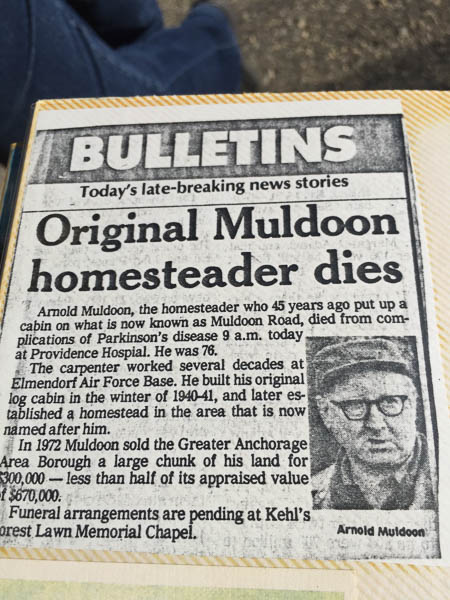 BULLETINS
Today's late-breaking news stories
Original Muldoon
homesteader dies
Arnold Muldoon, the homesteader who 45 years ago put up a
cabin on what is now known as Muldoon Road, died from com-
plications of Parkinson's disease 9 a.m. today
at Providence Hospial. He was 76.
The carpenter worked several decades at
Elmendorf Air Force Base. He built his original
log cabin in the winter of 1940-41, and later es-
tablished a homestead in the area that is now
named after him.
In 1972 Muldoon sold the Greater Anchorage
Area Borough a large chunk of his land for
$300,000 — less than half of its appraised value
f $670,000.
Funeral arrangements are pending at Kehl's
orest Lawn Memorial Chapel.
Arnold Muldoon